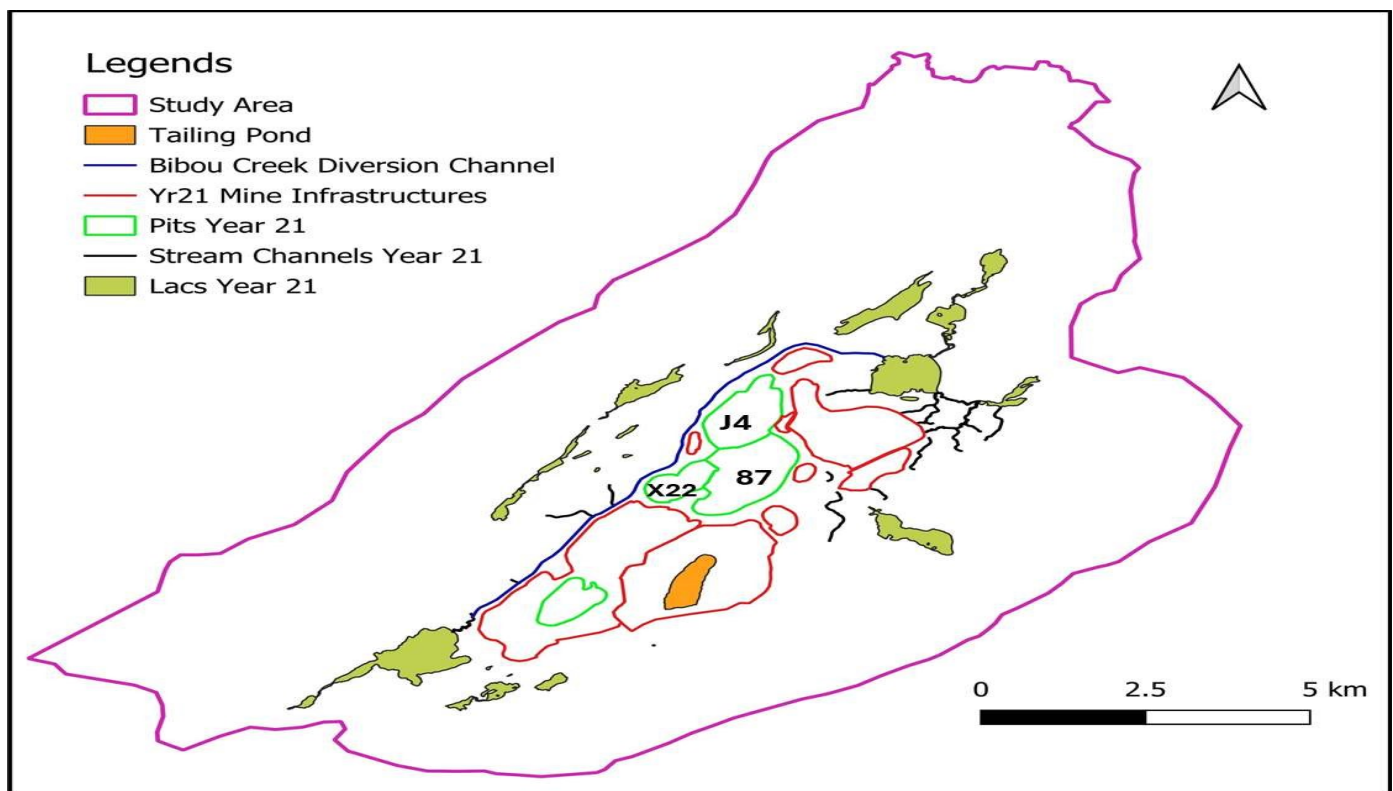 Legends
Study Area
Tailing Pond
Bibou Creek Diversion Channel
Yr21 Mine Infrastructures
Pits Year 21
Stream Channels Year 21
Lacs Year 21
J4
87
X22
0 2.5 5 km